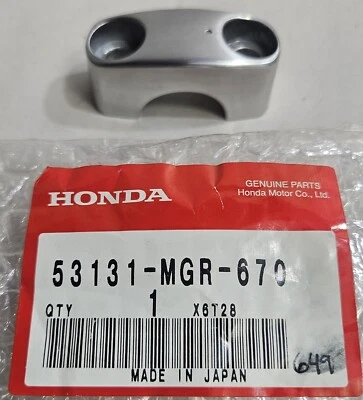 HONDA
GENUINE PARTS
Honda Motor Co., Ltd.
53131-MGR-670
QTY 1 X6T28
649
MADE IN JAPAN